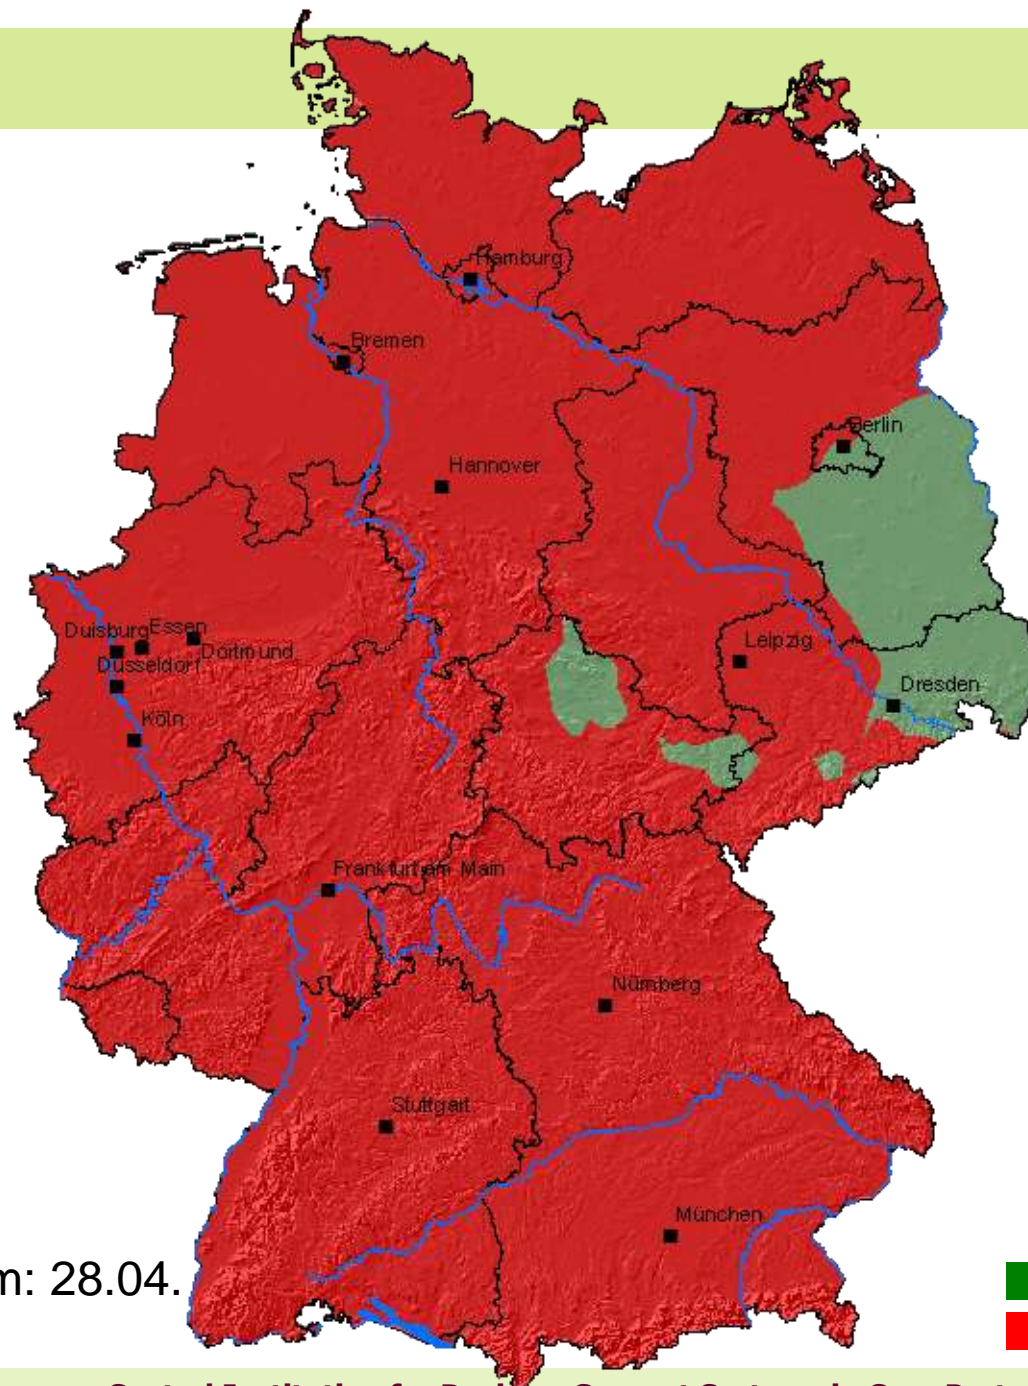 Hamburg
Bremen
Berlin
Hannover
Duisburg
Essen
Dortmund
Düsseldorf
Leipzig
Dresden
Köln
Frankfurt am Main
Nürnberg
Stuttgart
München
m: 28.04.